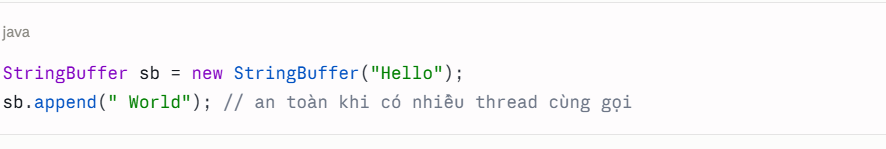 java
StringBuffer sb = new StringBuffer("Hello");
sb.append(" World"); // an toàn khi có nhiều thread cùng gọi